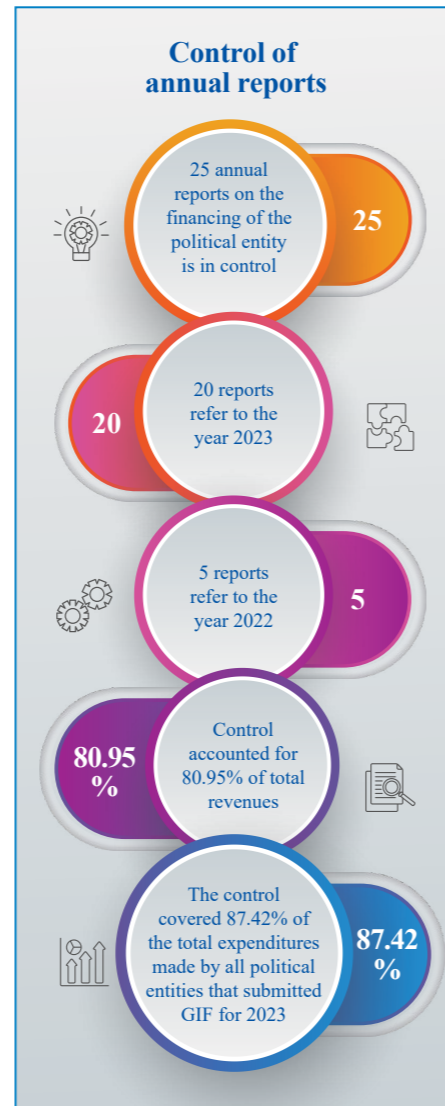 Control of
annual reports
25 annual
reports on the
financing of the
political entity
is in control
25
20
20 reports
refer to the
year 2023
5 reports
refer to the
year 2022
5
80.95
%
Control
accounted for
80.95% of total
revenues
The control
covered 87.42% of
the total expenditures
made by all political
entities that submitted
GIF for 2023
87.42
%